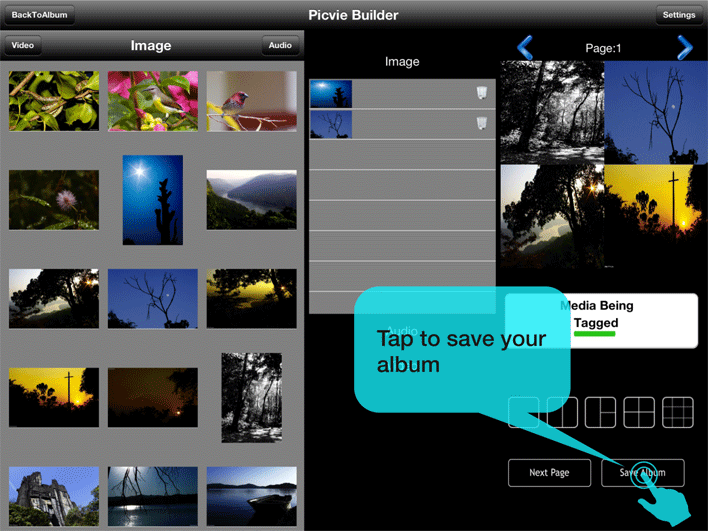 BackToAlbum
Picvie Builder
Settings
Video
Image
Audio
Image
Page:1
Media Being
Tagged
Audio
Tap to save your
album
Next Page
Save Album